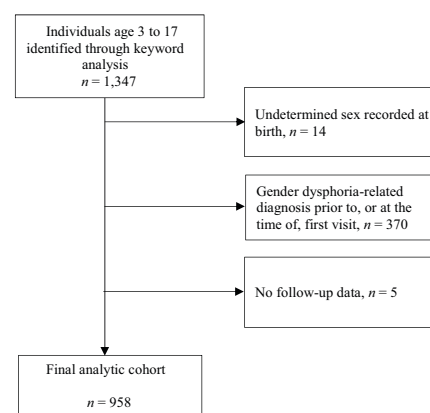 Individuals age 3 to 17
identified through keyword
analysis
n = 1,347
Undetermined sex recorded at
birth, n = 14
Gender dysphoria-related
diagnosis prior to, or at the
time of, first visit, n = 370
No follow-up data, n = 5
Final analytic cohort
n = 958